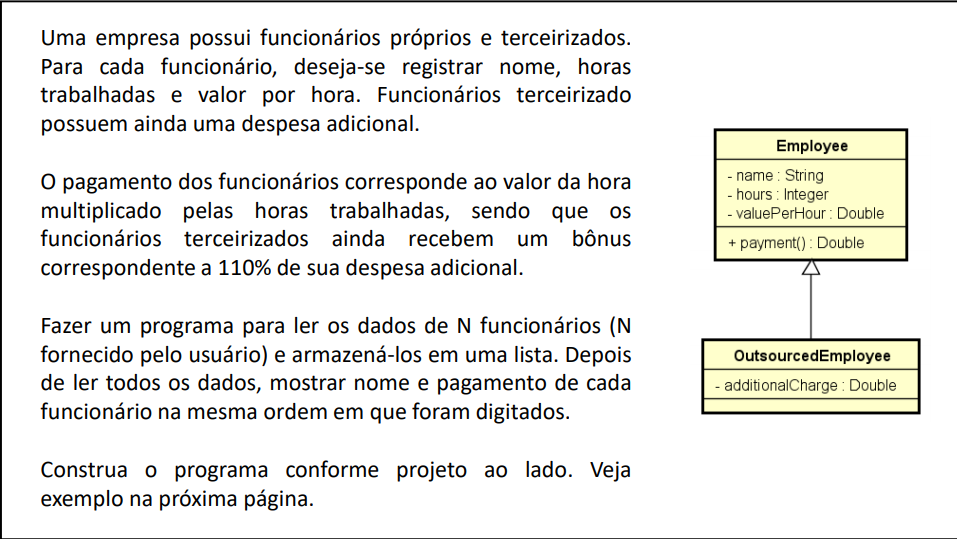 Uma empresa possui funcionários próprios e terceirizados.
Para cada funcionário, deseja-se registrar nome, horas
trabalhadas e valor por hora. Funcionários terceirizado
possuem ainda uma despesa adicional.
O pagamento dos funcionários corresponde ao valor da hora
multiplicado pelas horas trabalhadas, sendo que os
funcionários terceirizados ainda recebem um bônus
correspondente a 110% de sua despesa adicional.
Fazer um programa para ler os dados de N funcionários (N
fornecido pelo usuário) e armazená-los em uma lista. Depois
de ler todos os dados, mostrar nome e pagamento de cada
funcionário na mesma ordem em que foram digitados.
Construa o programa conforme projeto ao lado. Veja
exemplo na próxima página.
Employee
- name : String
- hours : Integer
- valuePerHour : Double
+ payment() : Double
OutsourcedEmployee
- additionalCharge : Double